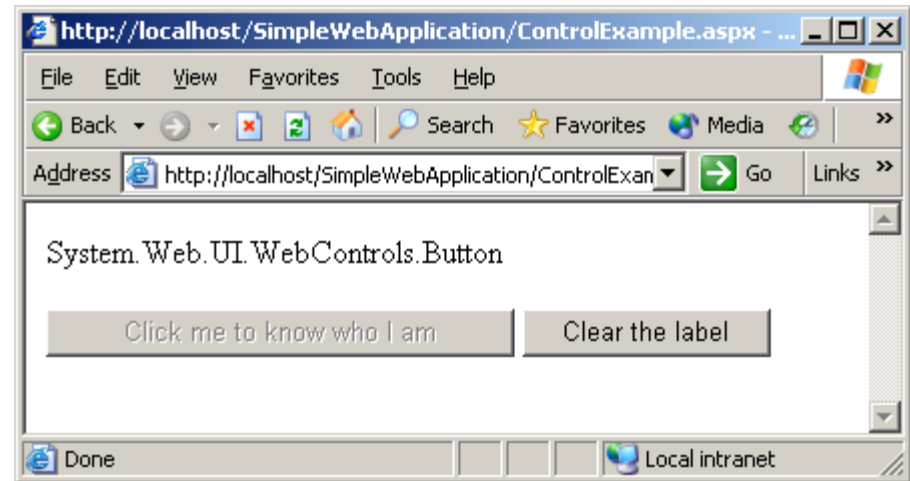 http://localhost/SimpleWebApplication/ControlExample.aspx - ...
File Edit View Favorites Tools Help
Back Search Favorites Media »
Address http://localhost/SimpleWebApplication/ControlExan Go Links »
System.Web.UI.WebControls.Button
Click me to know who I am Clear the label
Done Local intranet